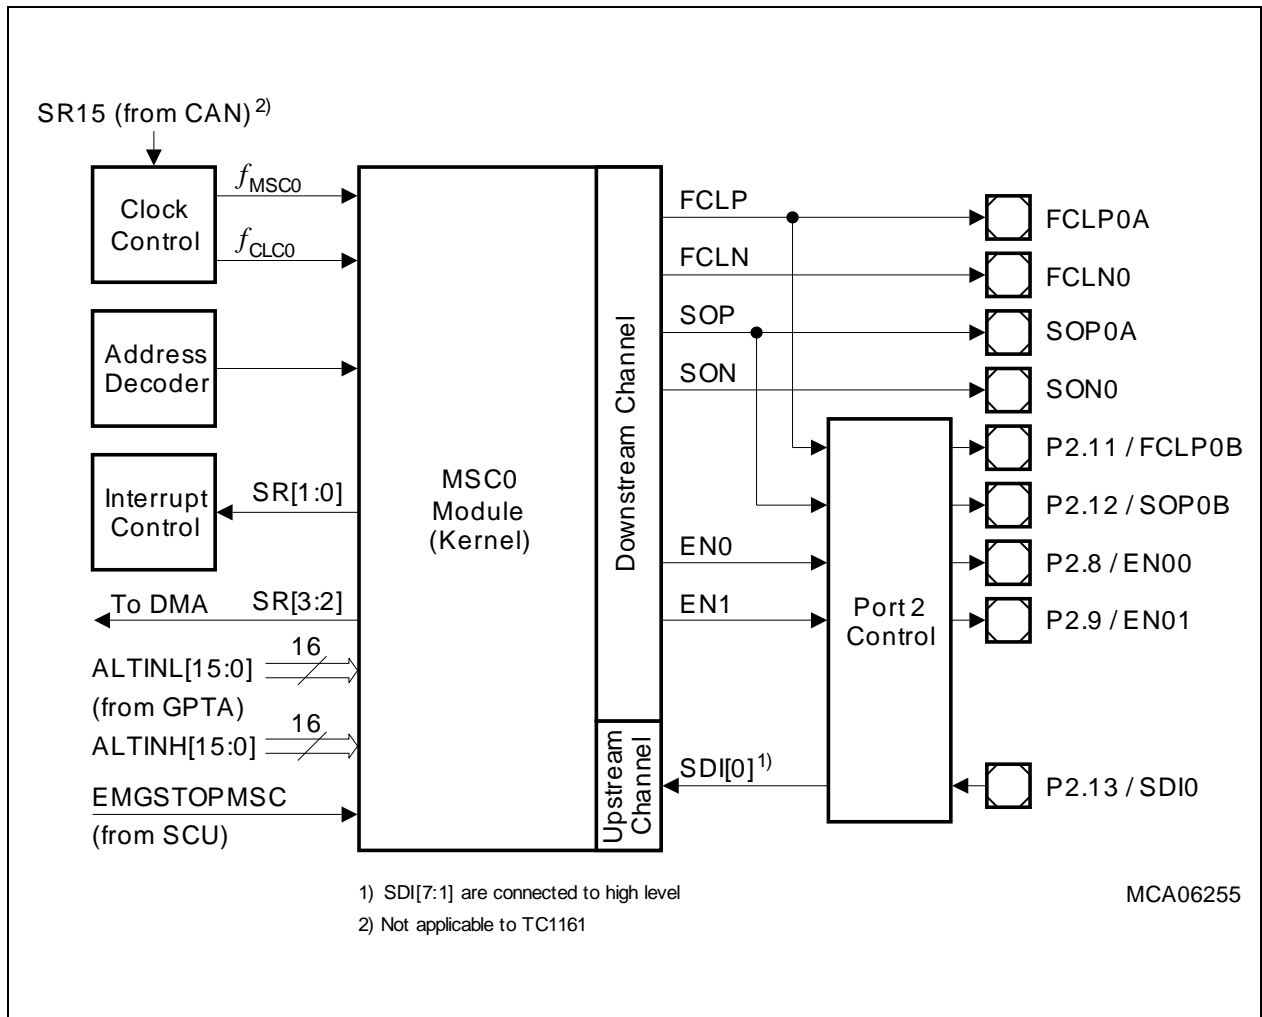 SR15 (from CAN) 2)
Clock
Control
fMSC0
fCLC0
Address
Decoder
Interrupt
Control
SR[1:0]
To DMA
SR[3:2]
ALTINL[15:0]
16
(from GPTA)
ALTINH[15:0]
16
EMGSTOPMSC
(from SCU)
MSC0
Module
(Kernel)
Downstream Channel
Upstream
Channel
FCLP
FCLN
SOP
SON
EN0
EN1
SDI[0] 1)
Port 2
Control
FCLP0A
FCLN0
SOP0A
SON0
P2.11 / FCLP0B
P2.12 / SOP0B
P2.8 / EN00
P2.9 / EN01
P2.13 / SDI0
1) SDI[7:1] are connected to high level
2) Not applicable to TC1161
MCA06255